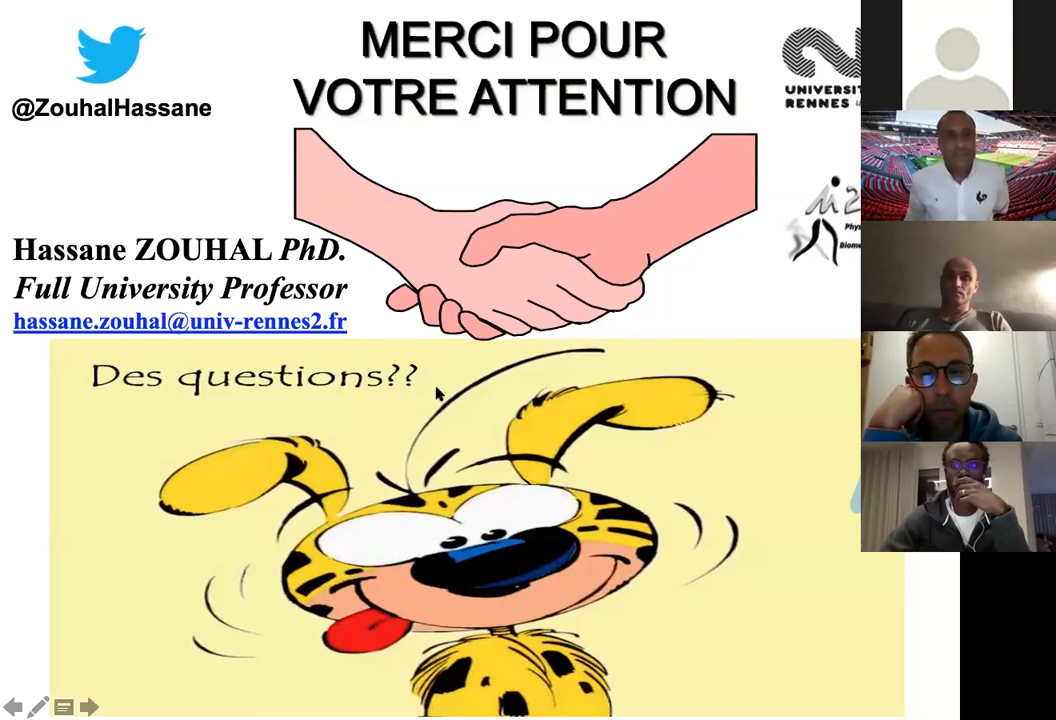 MERCI POUR
VOTRE ATTENTION
@ZouhalHassane
UNIVERSIT
RENNES
Hassane ZOUHAL PhD.
Full University Professor
hassane.zouhal@univ-rennes2.fr
Des questions??